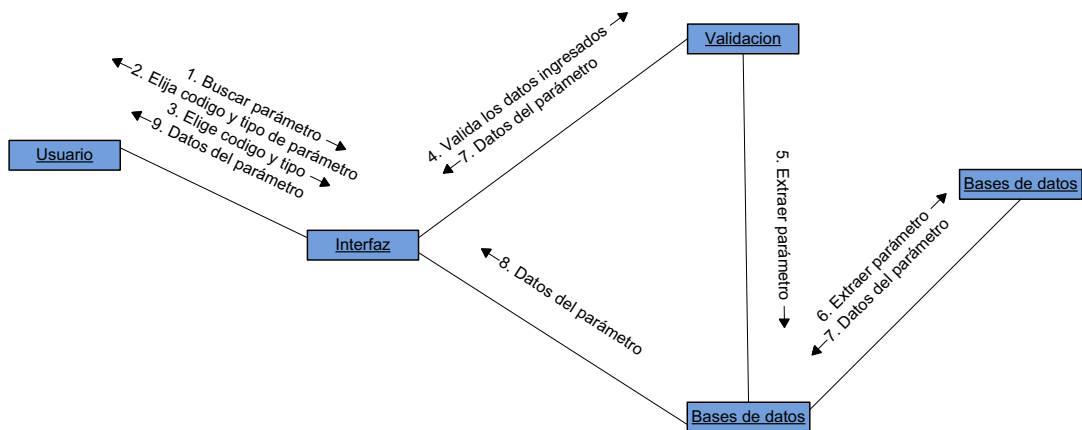 Validacion
1. Buscar parámetro
2. Elija codigo y tipo de parámetro
3. Elige codigo y tipo
9. Datos del parámetro
4. Valida los datos ingresados
7. Datos del parámetro
Usuario
5. Extraer parámetro
Bases de datos
Interfaz
8. Datos del parámetro
6. Extraer parámetro
7. Datos del parámetro
Bases de datos